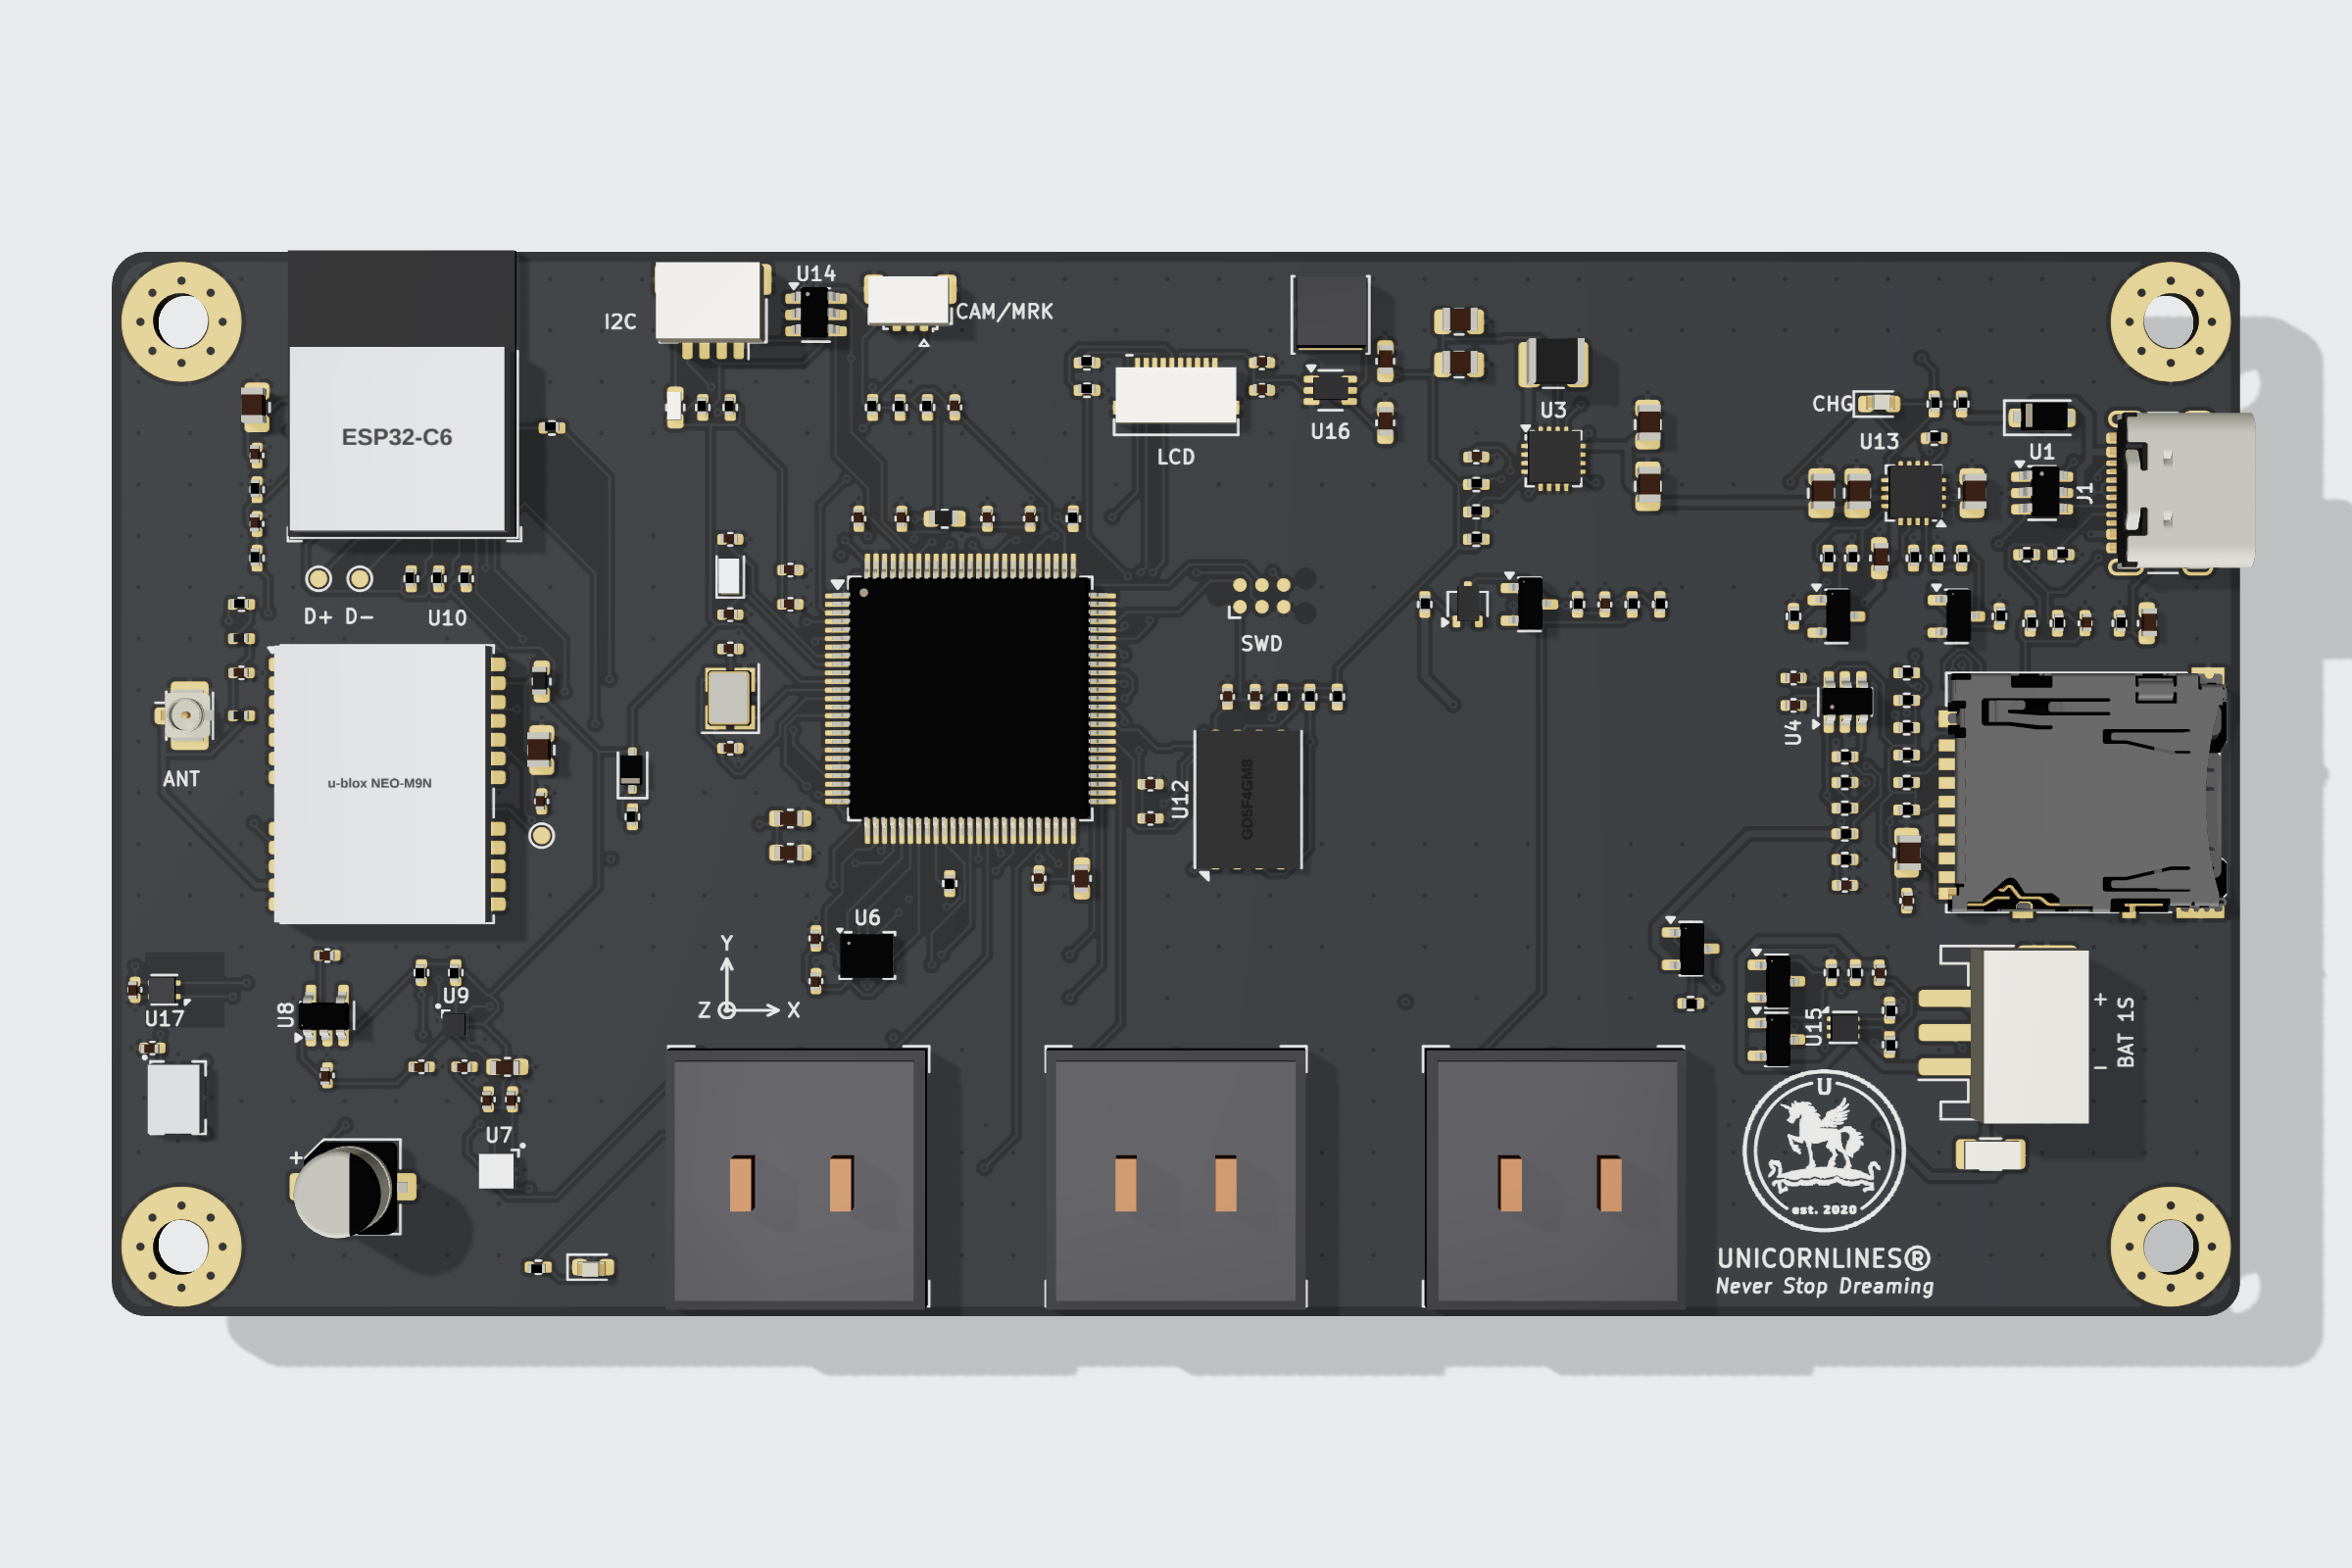 U14
I2C
CAM/MRK
ESP32-C6
LCD
U16
U3
CHG
U13
U1
J1
D+ D-
U10
SWD
ANT
u-blox NEO-M9N
U12
GD5F4GM8
U4
U6
Y
Z
X
U17
U8
U9
U7
+
U15
+
-
BAT 1S
U
est. 2020
UNICORNLINES®
Never Stop Dreaming